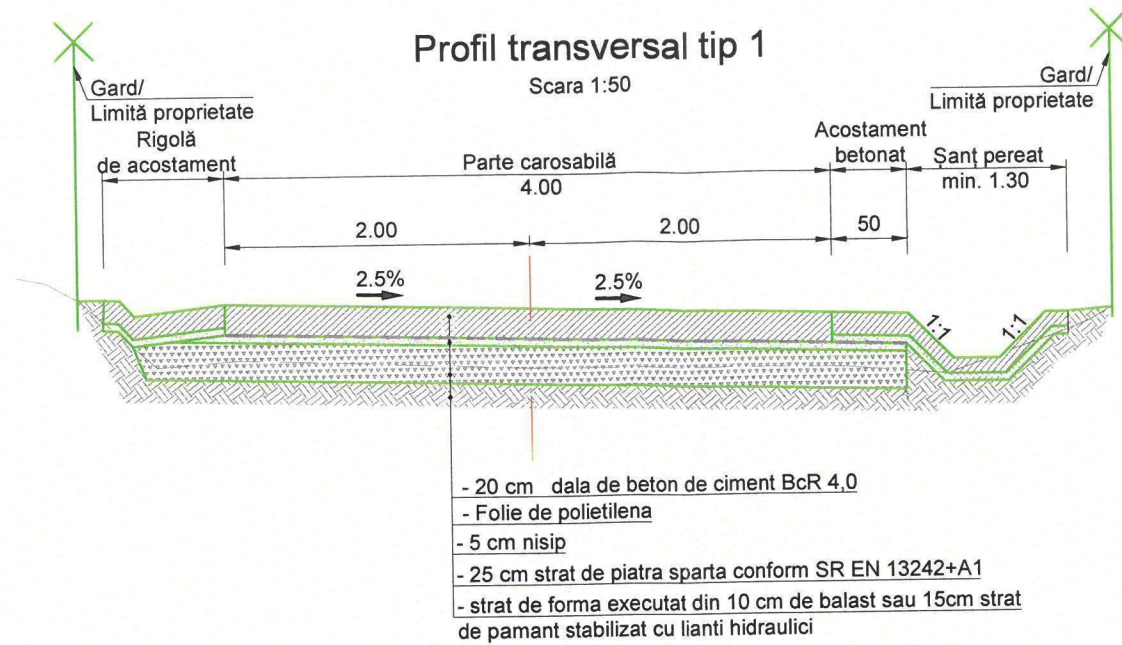 Profil transversal tip 1
Scara 1:50
Gard/
Limită proprietate
Gard/
Limită proprietate
Rigolă
de acostament
Parte carosabilă
4.00
Acostament
betonat
Șanț pereat
min. 1.30
2.00
2.00
50
2.5%
2.5%
1:1
1:1
- 20 cm dala de beton de ciment BcR 4,0
- Folie de polietilena
- 5 cm nisip
- 25 cm strat de piatra sparta conform SR EN 13242+A1
- strat de forma executat din 10 cm de balast sau 15cm strat
de pamant stabilizat cu lianti hidraulici